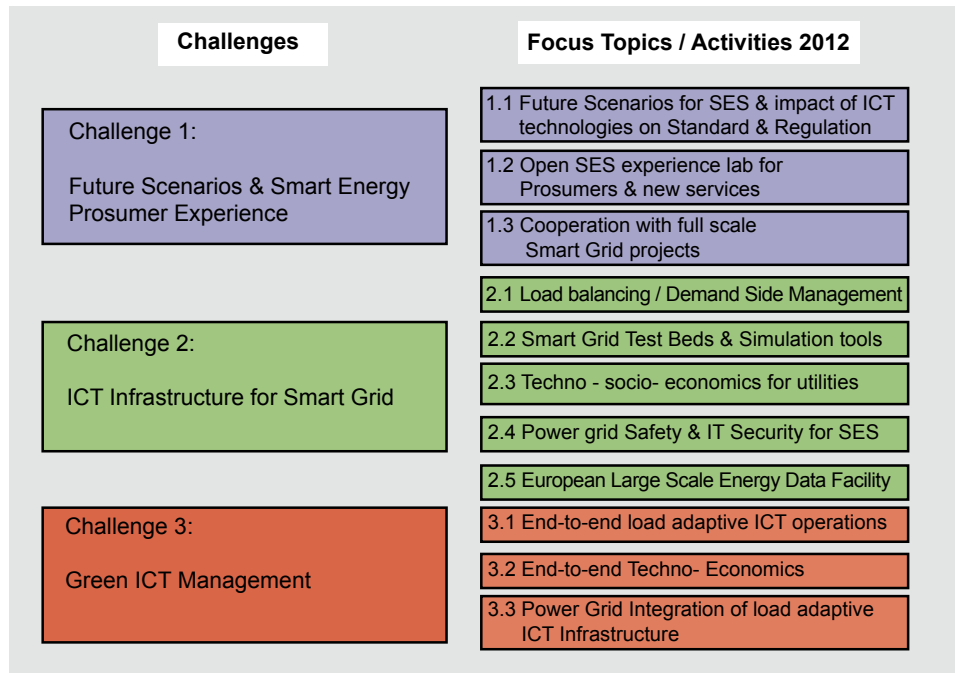 Challenges
Focus Topics / Activities 2012
Challenge 1:
Future Scenarios & Smart Energy
Prosumer Experience
1.1 Future Scenarios for SES & impact of ICT
technologies on Standard & Regulation
1.2 Open SES experience lab for
Prosumers & new services
1.3 Cooperation with full scale
Smart Grid projects
Challenge 2:
ICT Infrastructure for Smart Grid
2.1 Load balancing / Demand Side Management
2.2 Smart Grid Test Beds & Simulation tools
2.3 Techno - socio- economics for utilities
2.4 Power grid Safety & IT Security for SES
2.5 European Large Scale Energy Data Facility
Challenge 3:
Green ICT Management
3.1 End-to-end load adaptive ICT operations
3.2 End-to-end Techno- Economics
3.3 Power Grid Integration of load adaptive
ICT Infrastructure